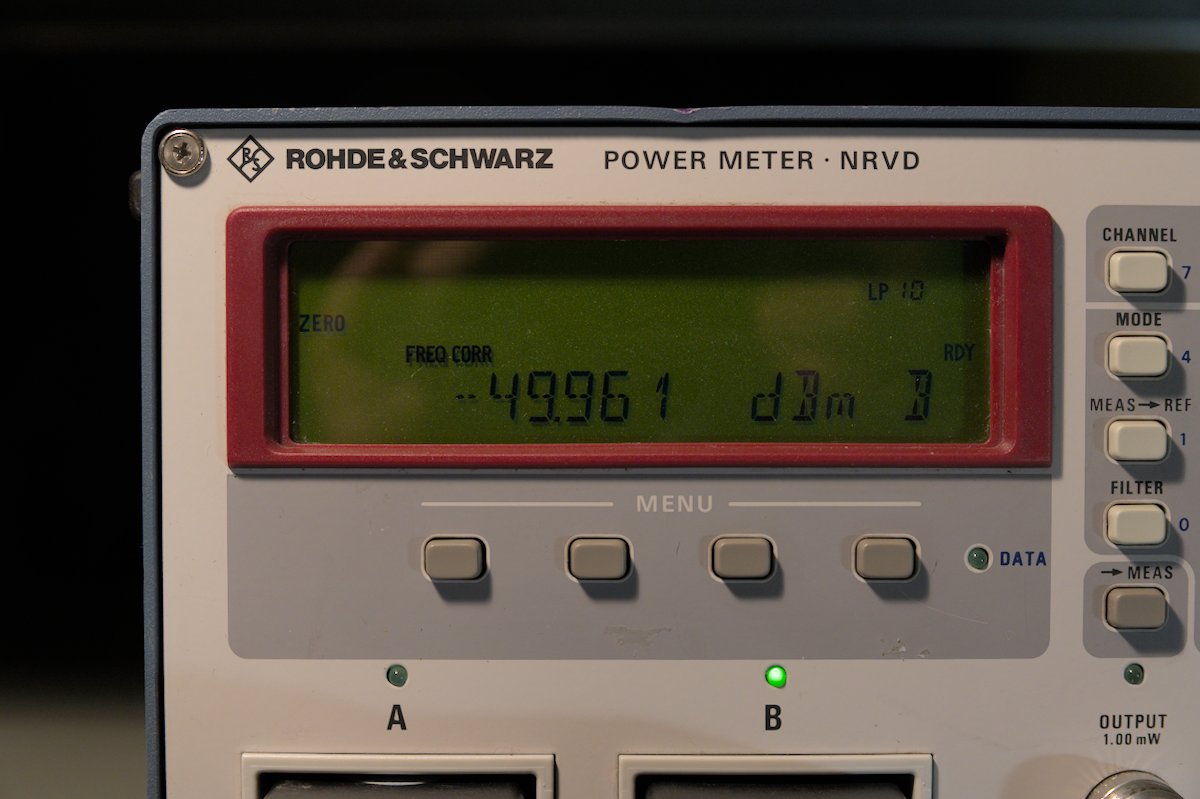 RS ROHDE&SCHWARZ POWER METER · NRVD
CHANNEL
7
LP 10
ZERO
MODE
FREQ CORR RDY
4
-49.961 dBm B
MEAS→REF
1
FILTER
MENU
0
DATA
→MEAS
A B
OUTPUT
1.00 mW